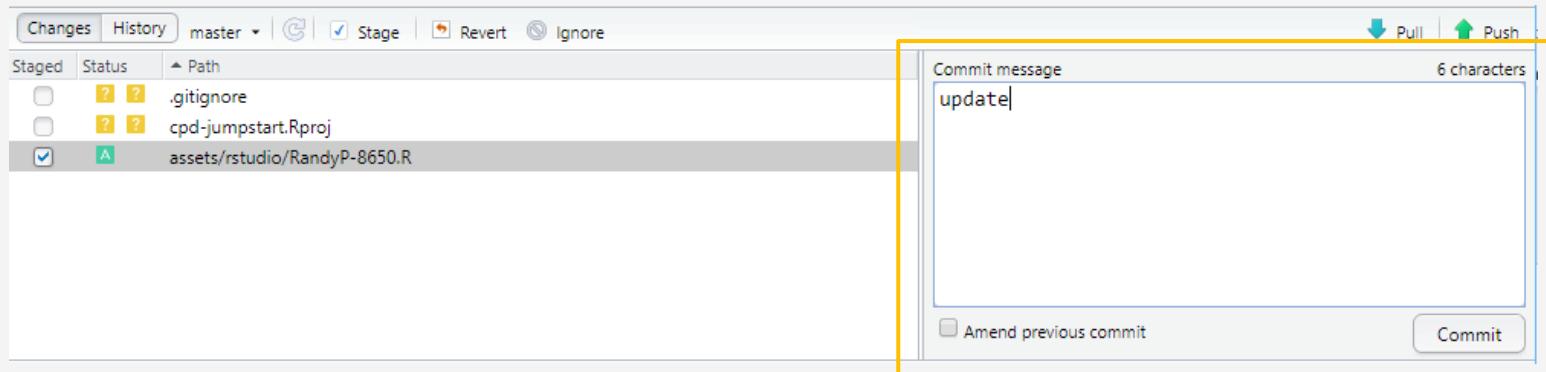 Changes History master Stage Revert Ignore Pull Push
Staged Status Path
? ? .gitignore
? ? cpd-jumpstart.Rproj
A assets/rstudio/RandyP-8650.R
Commit message 6 characters
update
Amend previous commit Commit